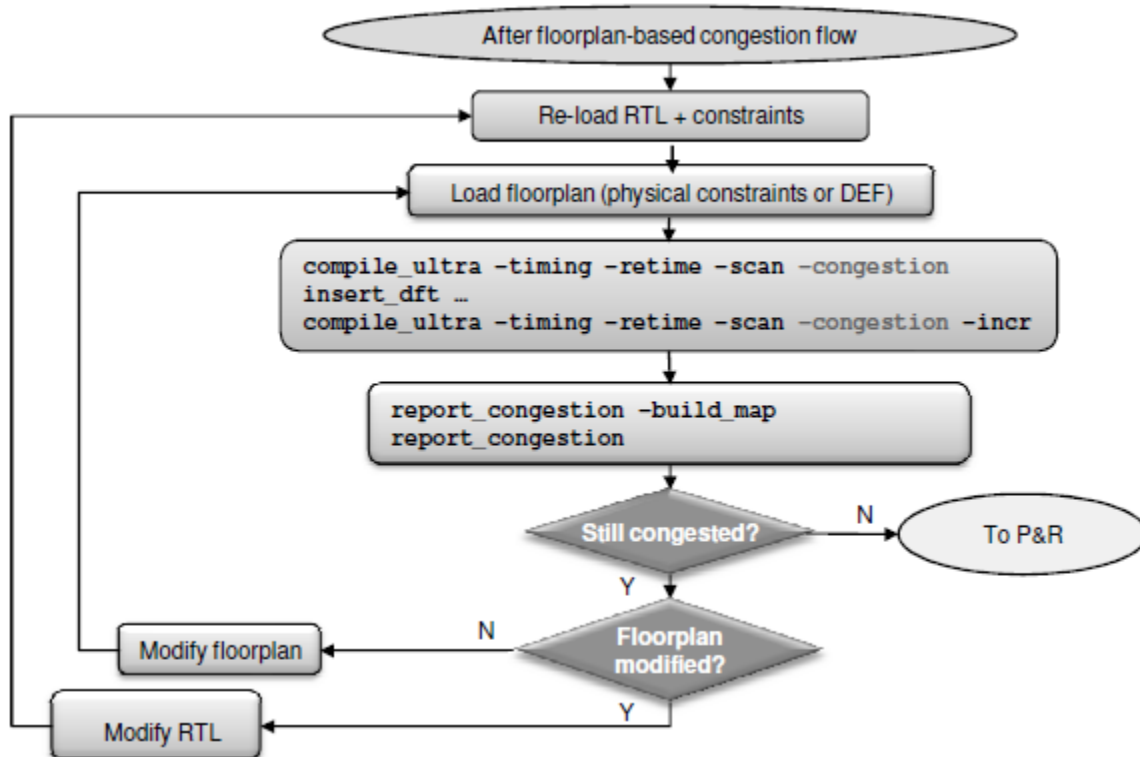 After floorplan-based congestion flow
Re-load RTL + constraints
Load floorplan (physical constraints or DEF)
compile_ultra –timing –retime –scan –congestion
insert_dft …
compile_ultra –timing –retime –scan –congestion –incr
report_congestion –build_map
report_congestion
Still congested?
N
To P&R
Y
Floorplan
modified?
N
Modify floorplan
Y
Modify RTL